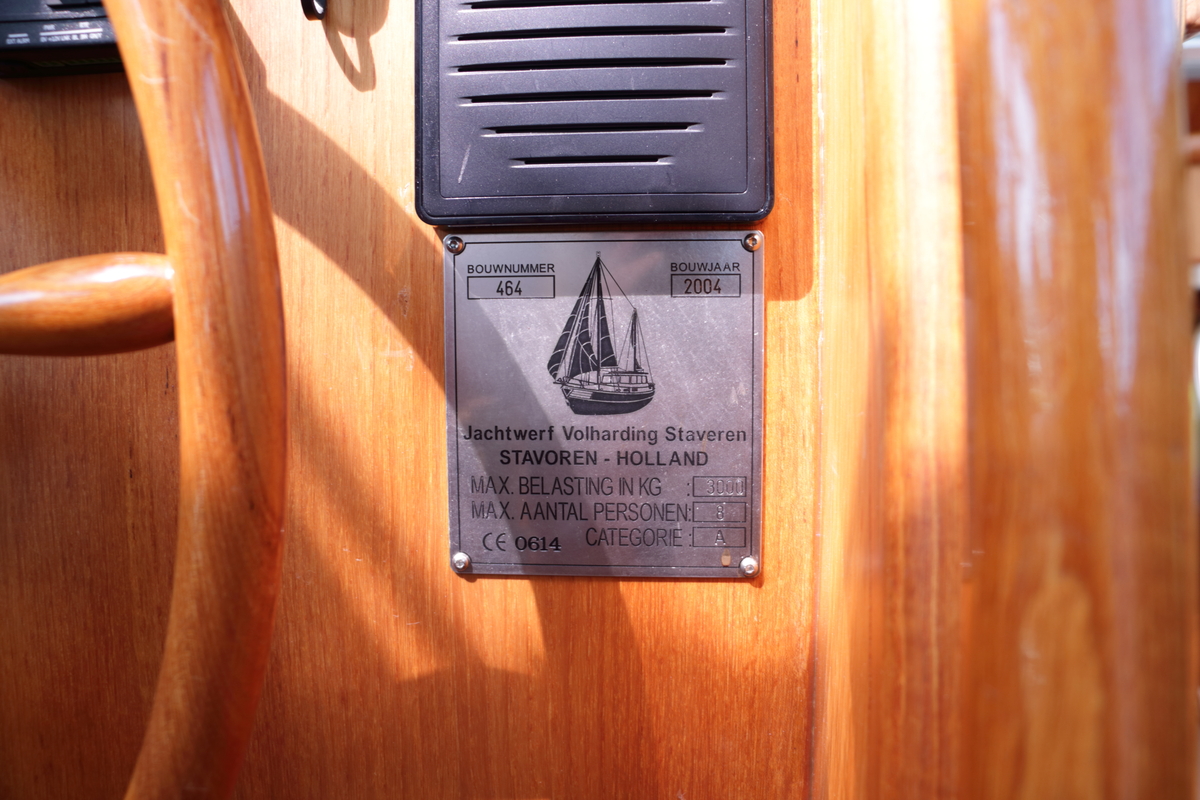 BOUWNUMMER
464
BOUWJAAR
2004
Jachtwerf Volharding Staveren
STAVOREN - HOLLAND
MAX. BELASTING IN KG : 3000
MAX. AANTAL PERSONEN: 8
CATEGORIE : A
CE 0614